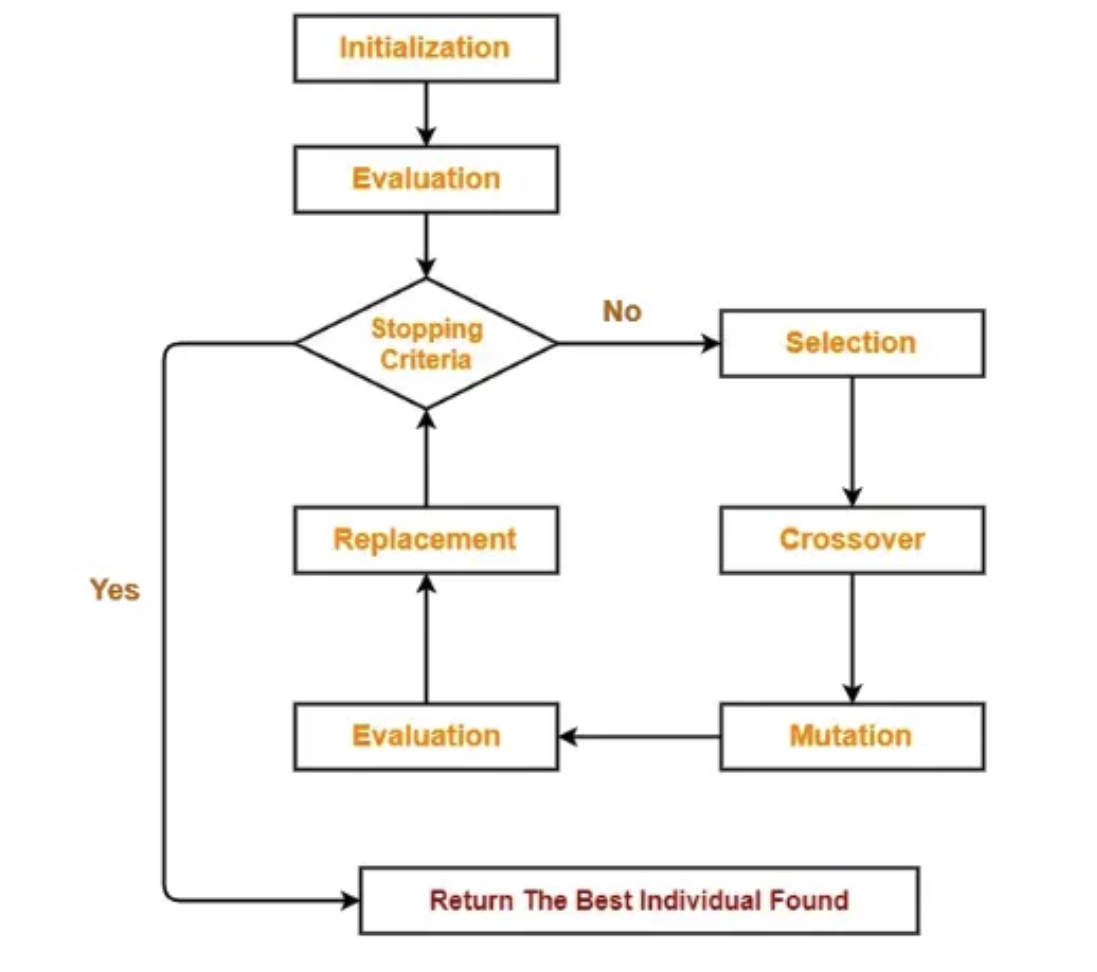 Initialization
Evaluation
Stopping
Criteria
No
Selection
Replacement
Crossover
Yes
Evaluation
Mutation
Return The Best Individual Found